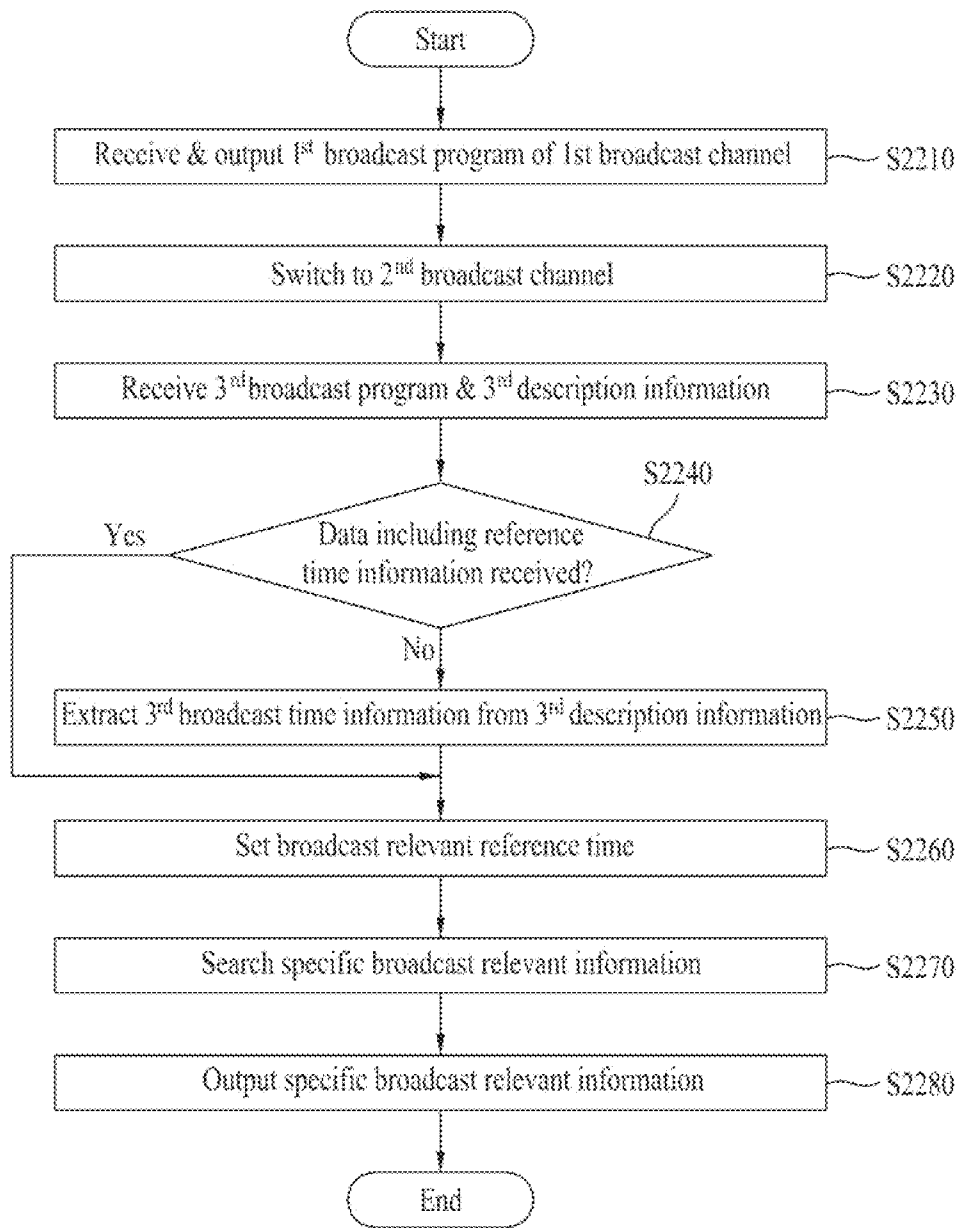 Start
Receive & output 1st broadcast program of 1st broadcast channel
S2210
Switch to 2nd broadcast channel
S2220
Receive 3rd broadcast program & 3rd description information
S2230
S2240
Yes
Data including reference
time information received?
No
Extract 3rd broadcast time information from 3rd description information
S2250
Set broadcast relevant reference time
S2260
Search specific broadcast relevant information
S2270
Output specific broadcast relevant information
S2280
End